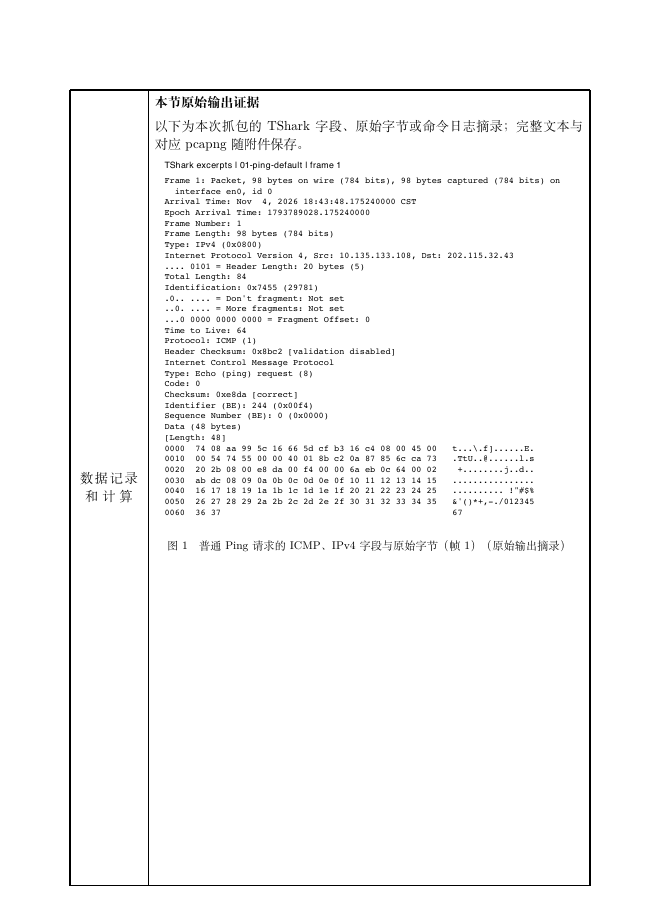 本节原始输出证据
以下为本次抓包的 TShark 字段、原始字节或命令日志摘录；完整文本与
对应 pcapng 随附件保存。
TShark excerpts | 01-ping-default | frame 1
Frame 1: Packet, 98 bytes on wire (784 bits), 98 bytes captured (784 bits) on
interface en0, id 0
Arrival Time: Nov  4, 2026 18:43:48.175240000 CST
Epoch Arrival Time: 1793789028.175240000
Frame Number: 1
Frame Length: 98 bytes (784 bits)
Type: IPv4 (0x0800)
Internet Protocol Version 4, Src: 10.135.133.108, Dst: 202.115.32.43
.... 0101 = Header Length: 20 bytes (5)
Total Length: 84
Identification: 0x7455 (29781)
.0.. .... = Don't fragment: Not set
..0. .... = More fragments: Not set
...0 0000 0000 0000 = Fragment Offset: 0
Time to Live: 64
Protocol: ICMP (1)
Header Checksum: 0x8bc2 [validation disabled]
Internet Control Message Protocol
Type: Echo (ping) request (8)
Code: 0
Checksum: 0xe8da [correct]
Identifier (BE): 244 (0x00f4)
Sequence Number (BE): 0 (0x0000)
Data (48 bytes)
[Length: 48]
0000  74 08 aa 99 5c 16 66 5d cf b3 16 c4 08 00 45 00   t...\.f]......E.
0010  00 54 74 55 00 00 40 01 8b c2 0a 87 85 6c ca 73   .TtU..@......l.s
0020  20 2b 08 00 e8 da 00 f4 00 00 6a eb 0c 64 00 02    +........j..d..
0030  ab dc 08 09 0a 0b 0c 0d 0e 0f 10 11 12 13 14 15   ................
0040  16 17 18 19 1a 1b 1c 1d 1e 1f 20 21 22 23 24 25   .......... !"#$%
0050  26 27 28 29 2a 2b 2c 2d 2e 2f 30 31 32 33 34 35   &'()*+,-./012345
0060  36 37                                             67
数据记录
和计算
图 1 普通 Ping 请求的 ICMP、IPv4 字段与原始字节（帧 1）（原始输出摘录）